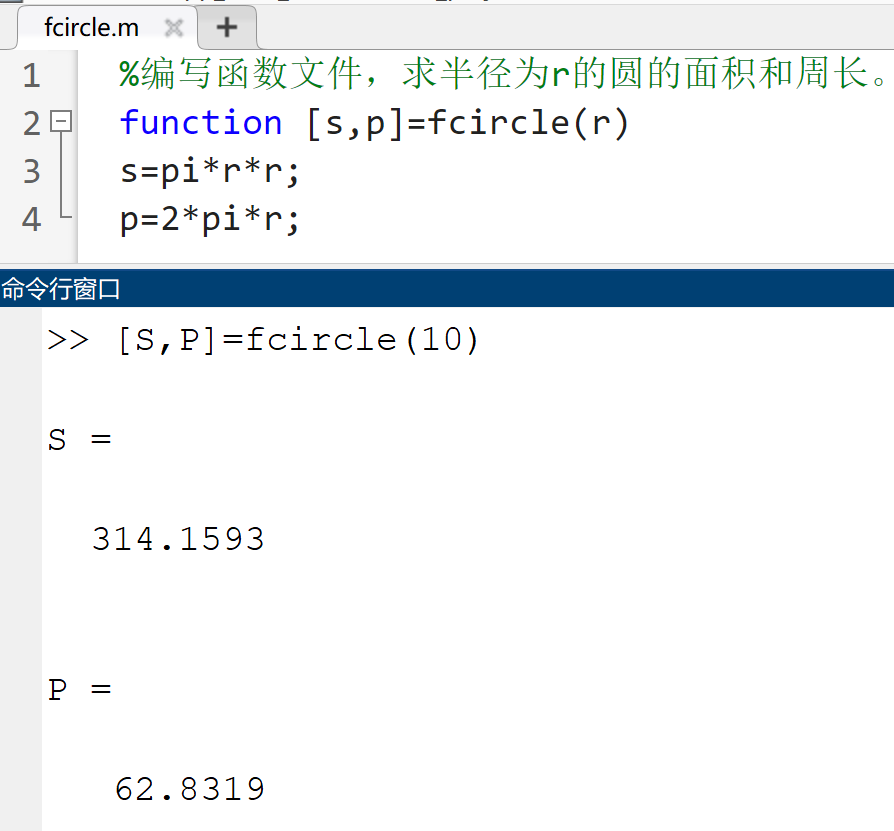 fcircle.m
1 %编写函数文件，求半径为r的圆的面积和周长。
2 function [s,p]=fcircle(r)
3 s=pi*r*r;
4 p=2*pi*r;
命令行窗口
>> [S,P]=fcircle(10)
S =
314.1593
P =
62.8319